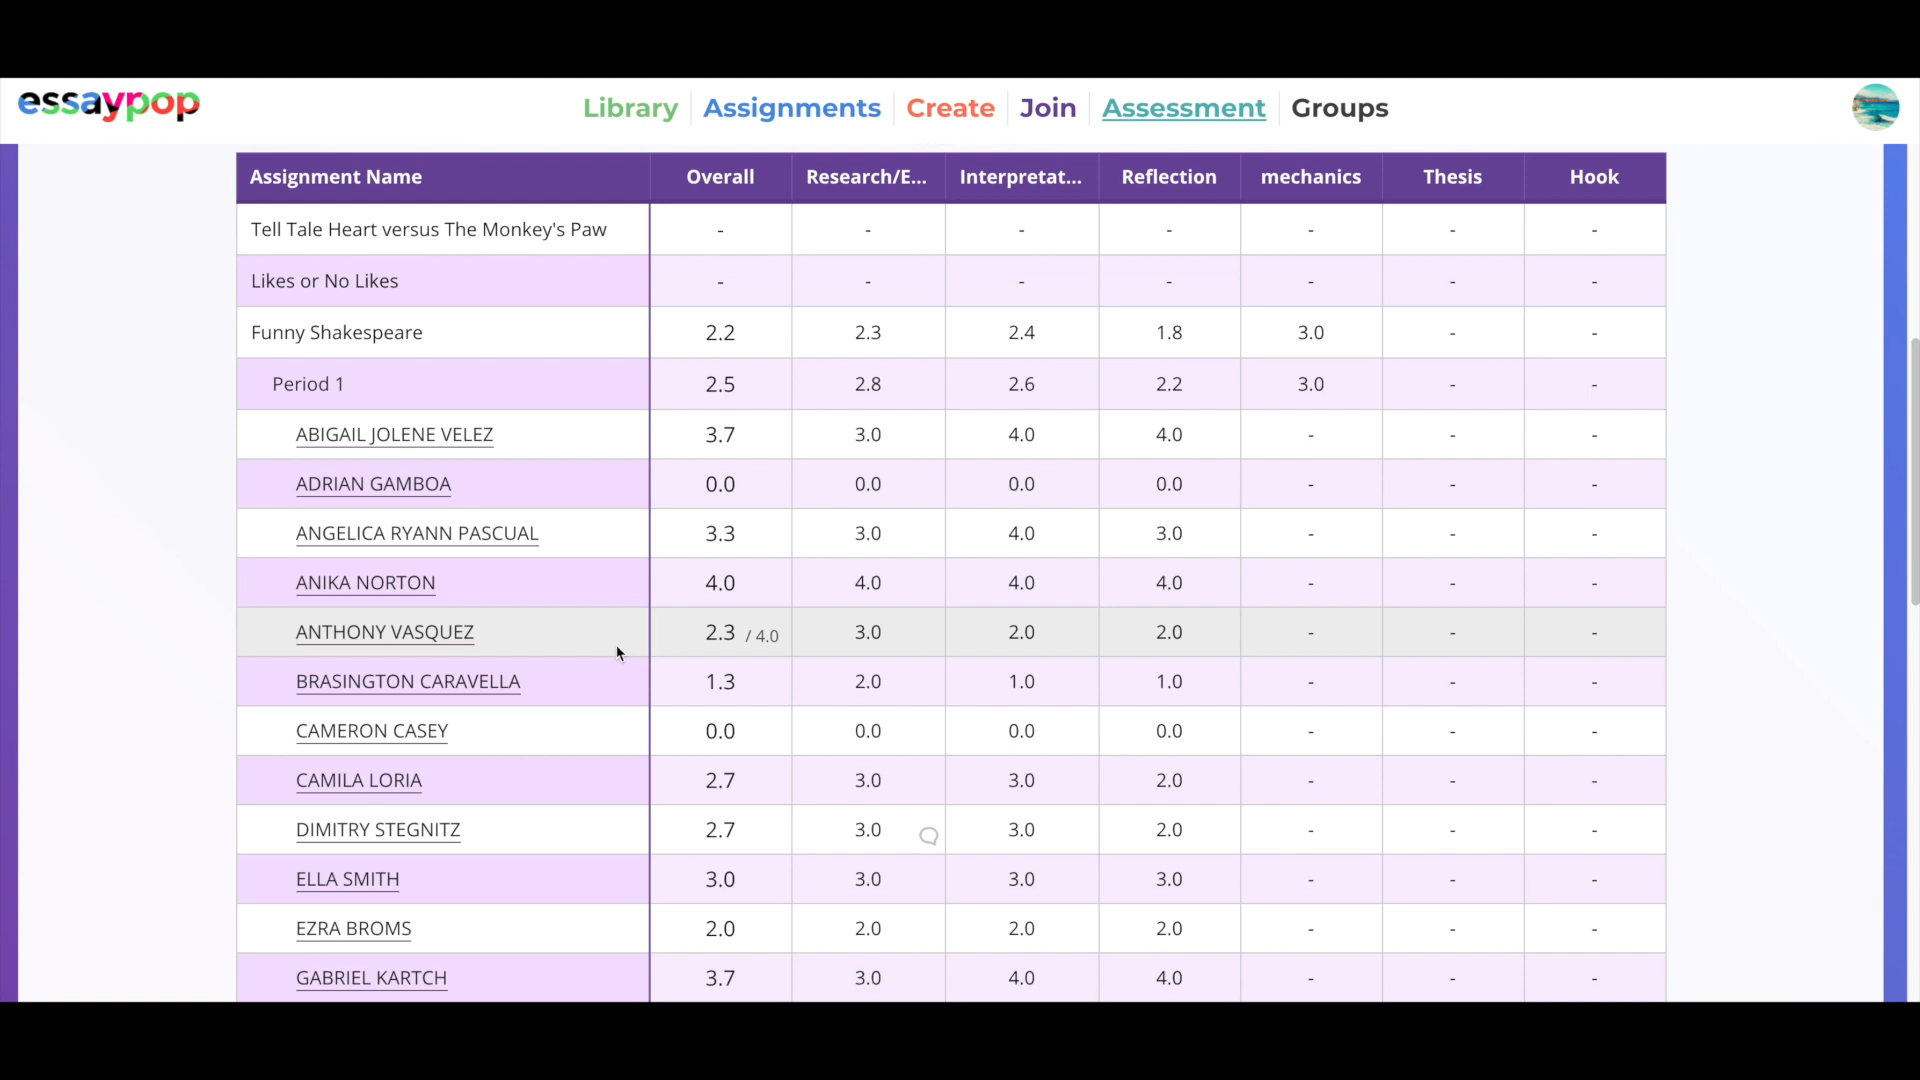 essaypop Library Assignments Create Join Assessment Groups
Assignment Name Overall Research/E... Interpretat... Reflection mechanics Thesis Hook
Tell Tale Heart versus The Monkey's Paw - - - - - - -
Likes or No Likes - - - - - - -
Funny Shakespeare 2.2 2.3 2.4 1.8 3.0 - -
Period 1 2.5 2.8 2.6 2.2 3.0 - -
ABIGAIL JOLENE VELEZ 3.7 3.0 4.0 4.0 - - -
ADRIAN GAMBOA 0.0 0.0 0.0 0.0 - - -
ANGELICA RYANN PASCUAL 3.3 3.0 4.0 3.0 - - -
ANIKA NORTON 4.0 4.0 4.0 4.0 - - -
ANTHONY VASQUEZ 2.3 / 4.0 3.0 2.0 2.0 - - -
BRASINGTON CARAVELLA 1.3 2.0 1.0 1.0 - - -
CAMERON CASEY 0.0 0.0 0.0 0.0 - - -
CAMILA LORIA 2.7 3.0 3.0 2.0 - - -
DIMITRY STEGNITZ 2.7 3.0 3.0 2.0 - - -
ELLA SMITH 3.0 3.0 3.0 3.0 - - -
EZRA BROMS 2.0 2.0 2.0 2.0 - - -
GABRIEL KARTCH 3.7 3.0 4.0 4.0 - - -